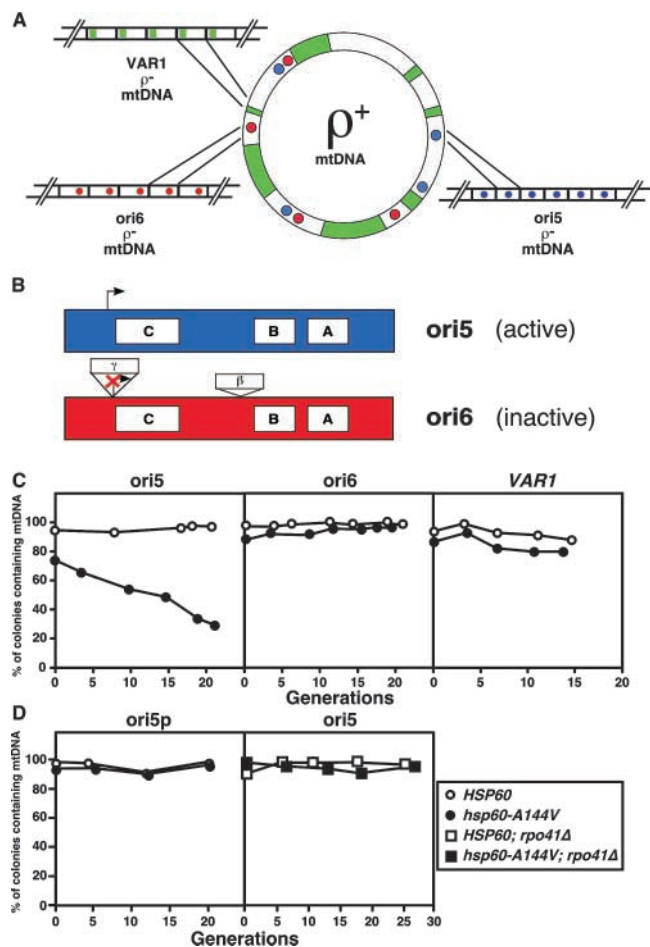 A
VAR1
ρ-
mtDNA
ρ+
mtDNA
ori6
ρ-
mtDNA
ori5
ρ-
mtDNA
B
C
B
A
ori5 (active)
γ
β
C
B
A
ori6 (inactive)
C
ori5
ori6
VAR1
% of colonies containing mtDNA
100
80
60
40
20
0
0 5 10 15 20
0 5 10 15 20
0 5 10 15 20
Generations
D
ori5p
ori5
% of colonies containing mtDNA
100
80
60
40
20
0
0 5 10 15 20
0 5 10 15 20 25 30
Generations
HSP60
hsp60-A144V
HSP60; rpo41Δ
hsp60-A144V; rpo41Δ